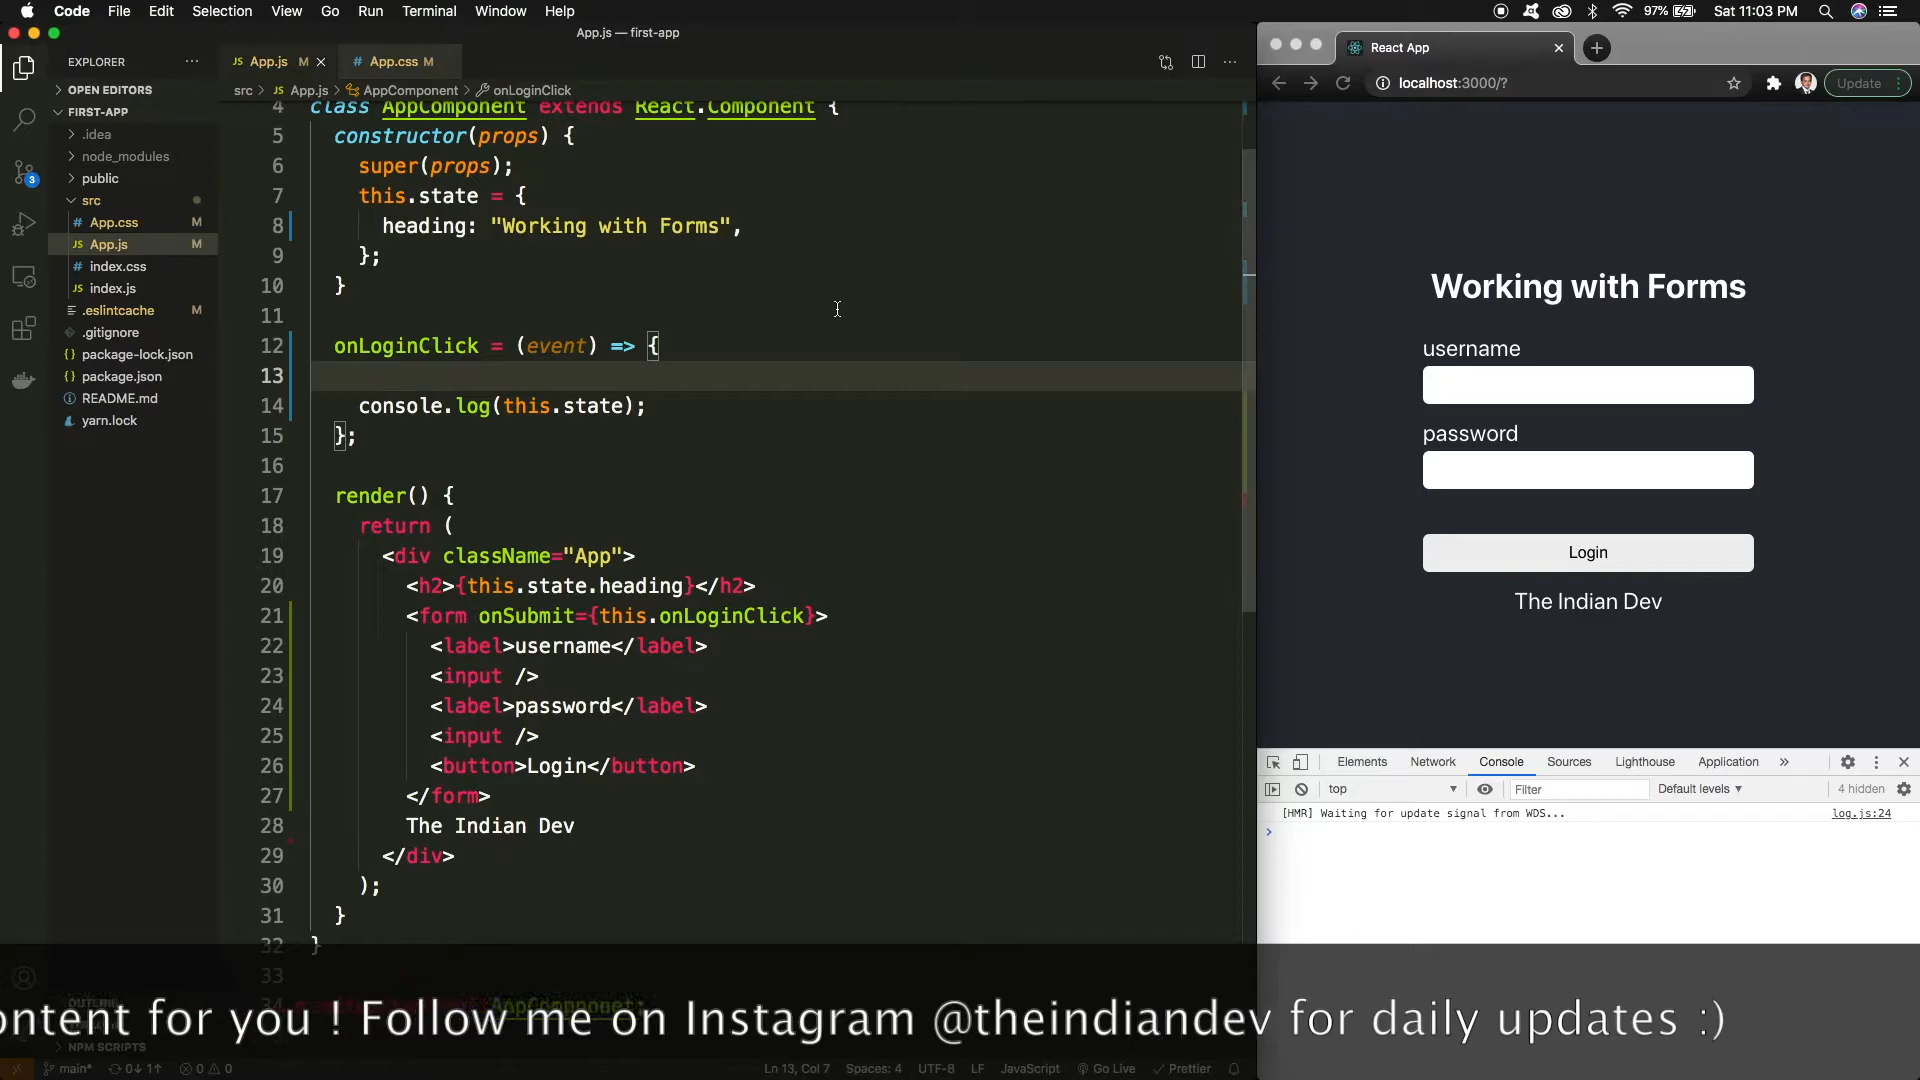 Code File Edit Selection View Go Run Terminal Window Help
97% Sat 11:03 PM
App.js — first-app
EXPLORER
OPEN EDITORS
FIRST-APP
.idea
node_modules
public
src
App.css M
App.js M
index.css
index.js
.eslintcache M
.gitignore
package-lock.json
package.json
README.md
yarn.lock
NPM SCRIPTS
App.js M
App.css M
src > App.js > AppComponent > onLoginClick
4 class AppComponent extends React.Component {
5 constructor(props) {
6 super(props);
7 this.state = {
8 heading: "Working with Forms",
9 };
10 }
11
12 onLoginClick = (event) => {
13
14 console.log(this.state);
15 };
16
17 render() {
18 return (
19 <div className="App">
20 <h2>{this.state.heading}</h2>
21 <form onSubmit={this.onLoginClick}>
22 <label>username</label>
23 <input />
24 <label>password</label>
25 <input />
26 <button>Login</button>
27 </form>
28 The Indian Dev
29 </div>
30 );
31 }
32 }
33
34
React App
localhost:3000/?
Update
Working with Forms
username
password
Login
The Indian Dev
Elements Network Console Sources Lighthouse Application »
top Filter Default levels 4 hidden
[HMR] Waiting for update signal from WDS... log.js:24
ontent for you ! Follow me on Instagram @theindiandev for daily updates :)
main* 0↓ 1↑ 0 0
Ln 13, Col 7 Spaces: 4 UTF-8 LF JavaScript Go Live Prettier